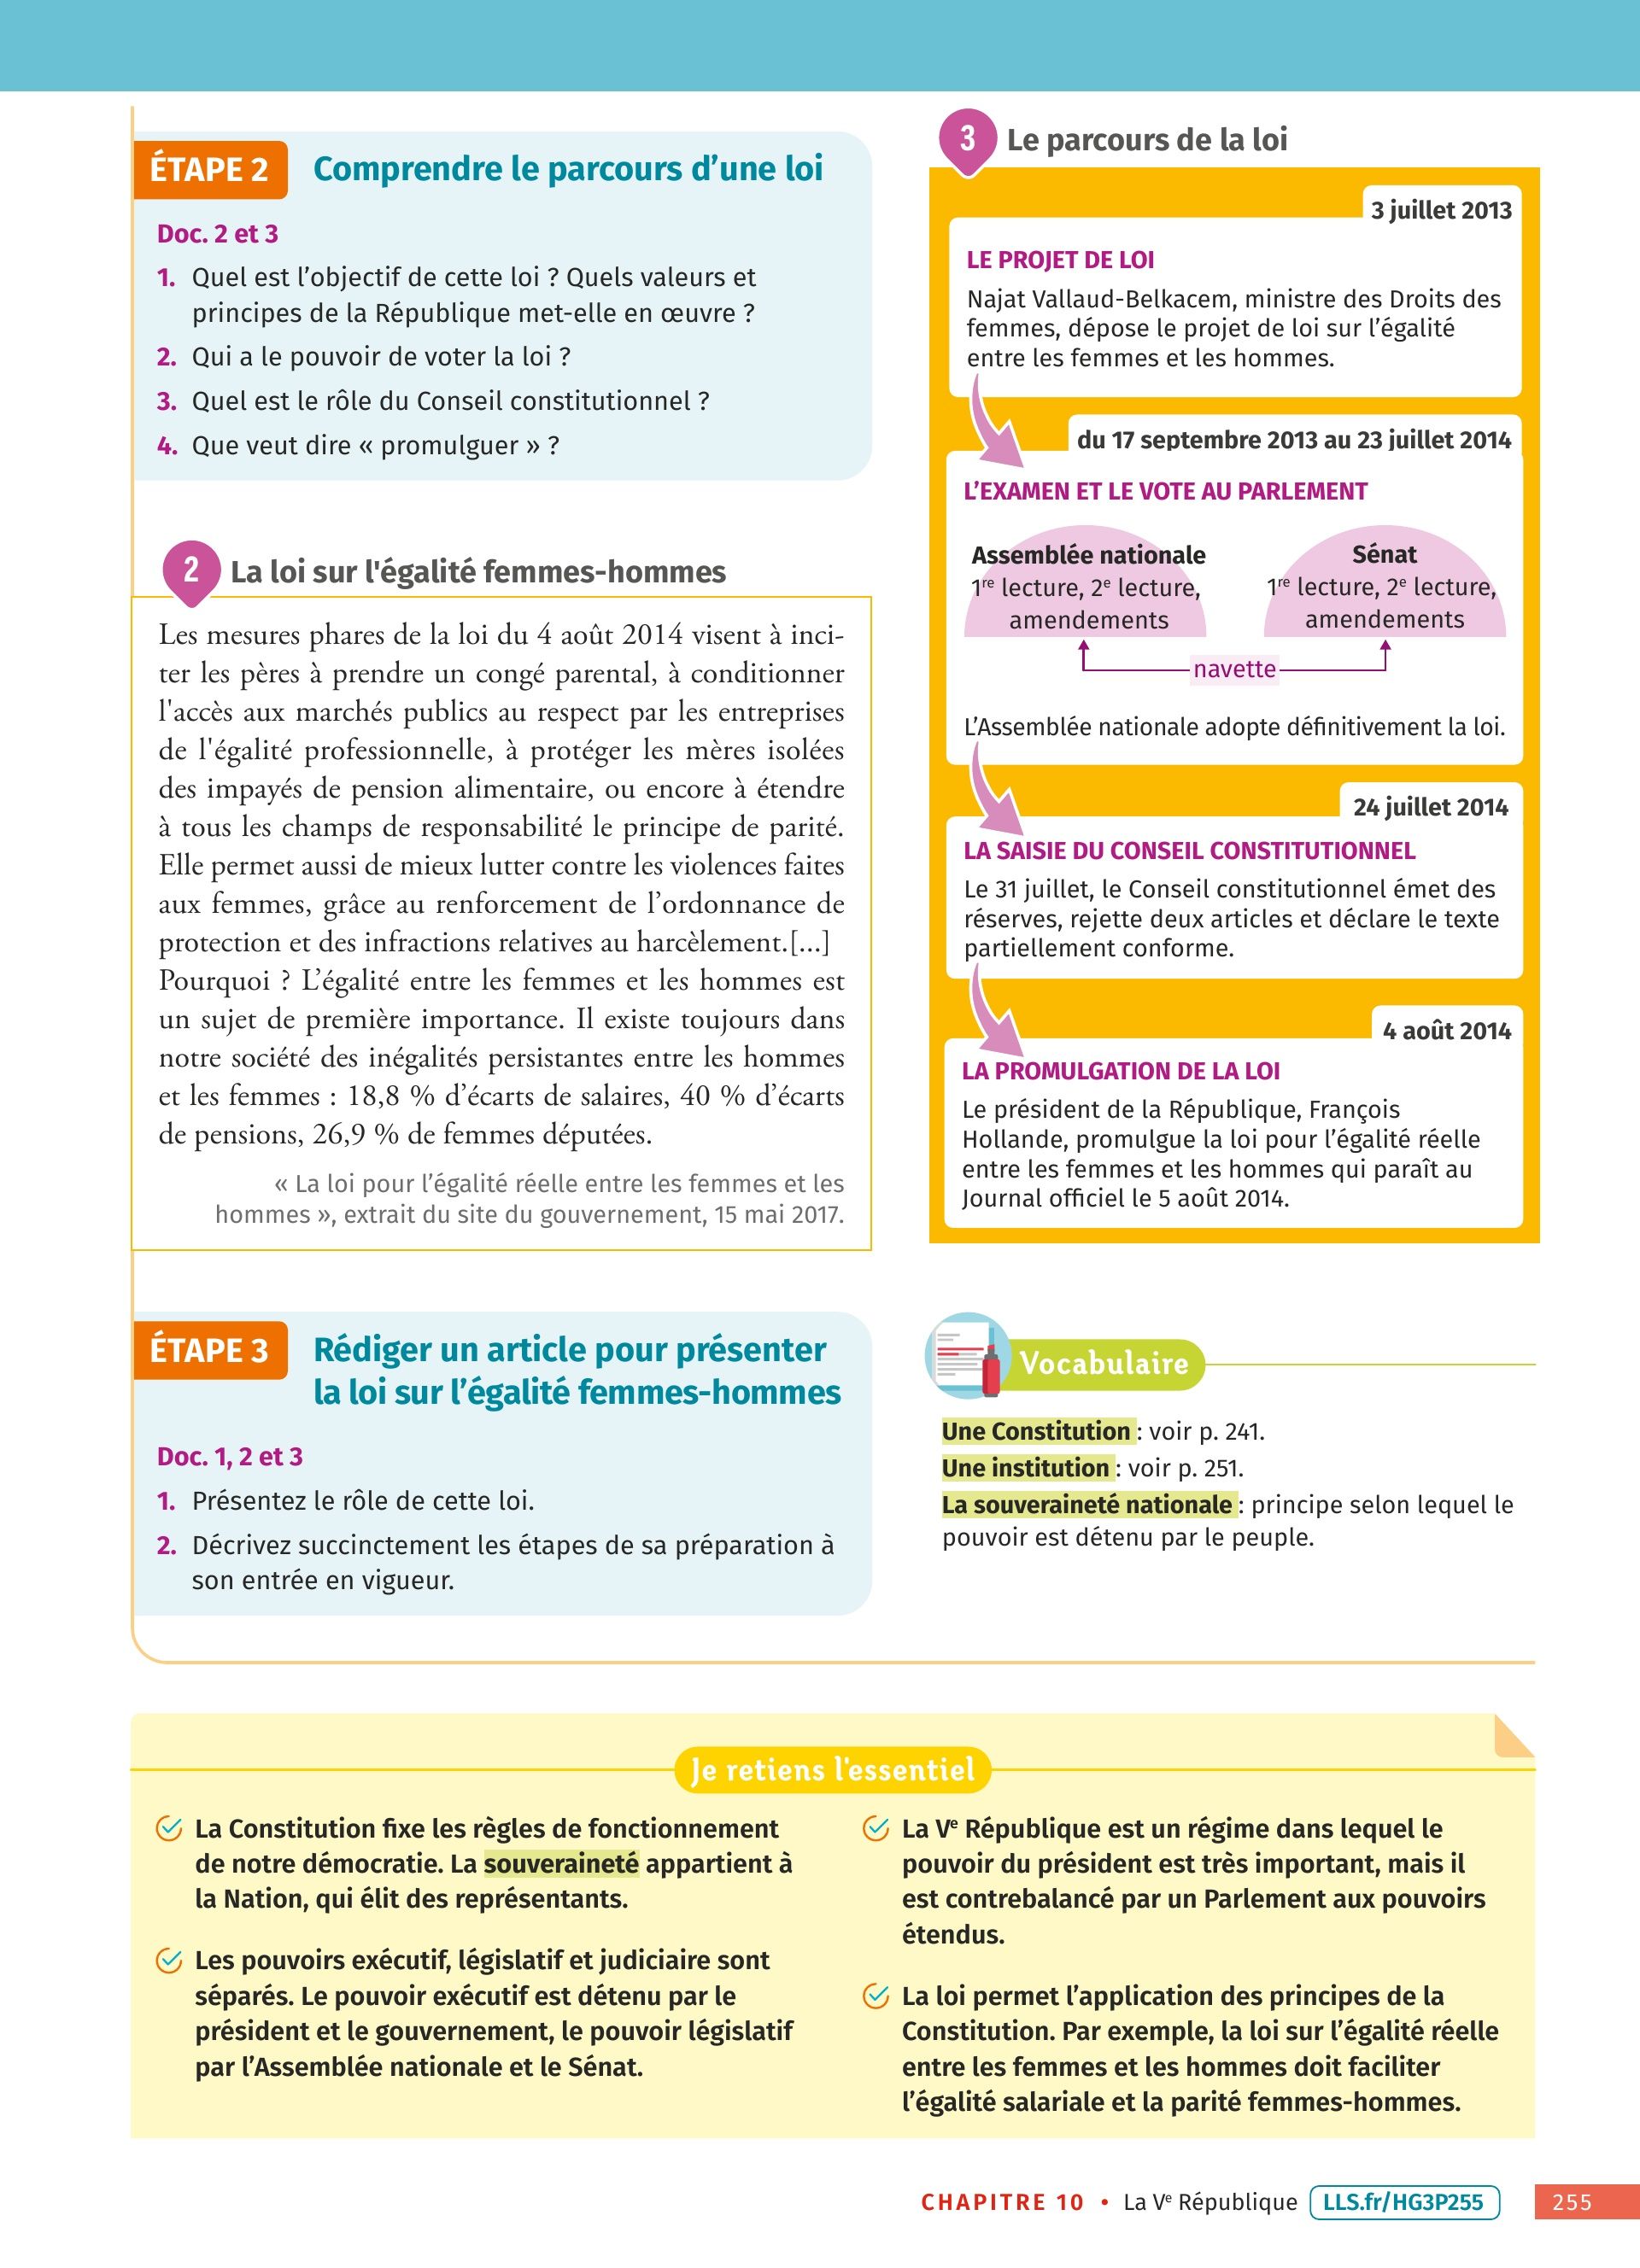 ÉTAPE 2
Comprendre le parcours d’une loi
Doc. 2 et 3
1. Quel est l’objectif de cette loi ? Quels valeurs et
principes de la République met-elle en œuvre ?
2. Qui a le pouvoir de voter la loi ?
3. Quel est le rôle du Conseil constitutionnel ?
4. Que veut dire « promulguer » ?
2 La loi sur l'égalité femmes-hommes
Les mesures phares de la loi du 4 août 2014 visent à inci-
ter les pères à prendre un congé parental, à conditionner
l'accès aux marchés publics au respect par les entreprises
de l'égalité professionnelle, à protéger les mères isolées
des impayés de pension alimentaire, ou encore à étendre
à tous les champs de responsabilité le principe de parité.
Elle permet aussi de mieux lutter contre les violences faites
aux femmes, grâce au renforcement de l’ordonnance de
protection et des infractions relatives au harcèlement.[...]
Pourquoi ? L’égalité entre les femmes et les hommes est
un sujet de première importance. Il existe toujours dans
notre société des inégalités persistantes entre les hommes
et les femmes : 18,8 % d’écarts de salaires, 40 % d’écarts
de pensions, 26,9 % de femmes députées.
« La loi pour l’égalité réelle entre les femmes et les
hommes », extrait du site du gouvernement, 15 mai 2017.
ÉTAPE 3
Rédiger un article pour présenter
la loi sur l’égalité femmes-hommes
Doc. 1, 2 et 3
1. Présentez le rôle de cette loi.
2. Décrivez succinctement les étapes de sa préparation à
son entrée en vigueur.
3 Le parcours de la loi
3 juillet 2013
LE PROJET DE LOI
Najat Vallaud-Belkacem, ministre des Droits des
femmes, dépose le projet de loi sur l’égalité
entre les femmes et les hommes.
du 17 septembre 2013 au 23 juillet 2014
L’EXAMEN ET LE VOTE AU PARLEMENT
Assemblée nationale
1re lecture, 2e lecture,
amendements
Sénat
1re lecture, 2e lecture,
amendements
navette
L’Assemblée nationale adopte définitivement la loi.
24 juillet 2014
LA SAISIE DU CONSEIL CONSTITUTIONNEL
Le 31 juillet, le Conseil constitutionnel émet des
réserves, rejette deux articles et déclare le texte
partiellement conforme.
4 août 2014
LA PROMULGATION DE LA LOI
Le président de la République, François
Hollande, promulgue la loi pour l’égalité réelle
entre les femmes et les hommes qui paraît au
Journal officiel le 5 août 2014.
Vocabulaire
Une Constitution : voir p. 241.
Une institution : voir p. 251.
La souveraineté nationale : principe selon lequel le
pouvoir est détenu par le peuple.
Je retiens l'essentiel
La Constitution fixe les règles de fonctionnement
de notre démocratie. La souveraineté appartient à
la Nation, qui élit des représentants.
Les pouvoirs exécutif, législatif et judiciaire sont
séparés. Le pouvoir exécutif est détenu par le
président et le gouvernement, le pouvoir législatif
par l’Assemblée nationale et le Sénat.
La Ve République est un régime dans lequel le
pouvoir du président est très important, mais il
est contrebalancé par un Parlement aux pouvoirs
étendus.
La loi permet l’application des principes de la
Constitution. Par exemple, la loi sur l’égalité réelle
entre les femmes et les hommes doit faciliter
l’égalité salariale et la parité femmes-hommes.
CHAPITRE 10 • La Ve République LLS.fr/HG3P255 255